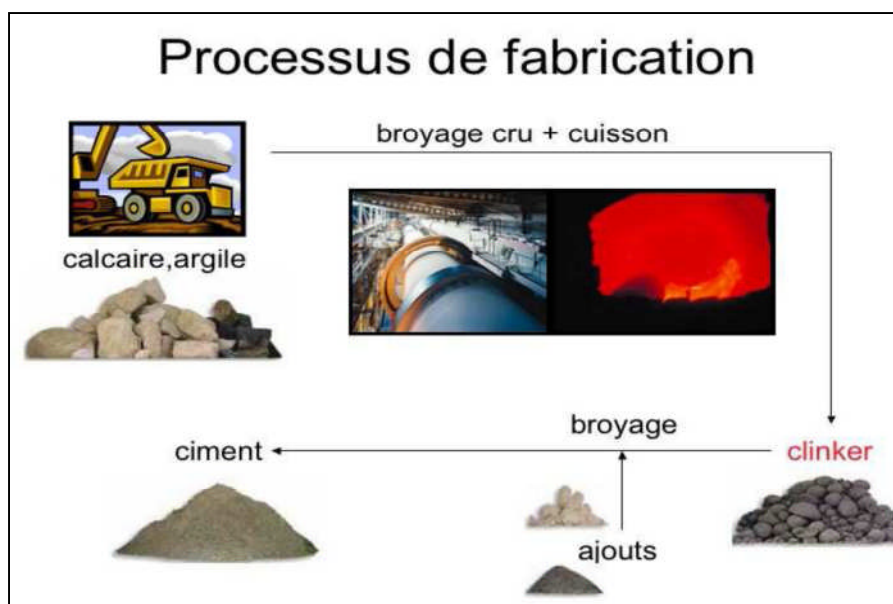 Processus de fabrication
broyage cru + cuisson
calcaire,argile
broyage
ciment
clinker
ajouts